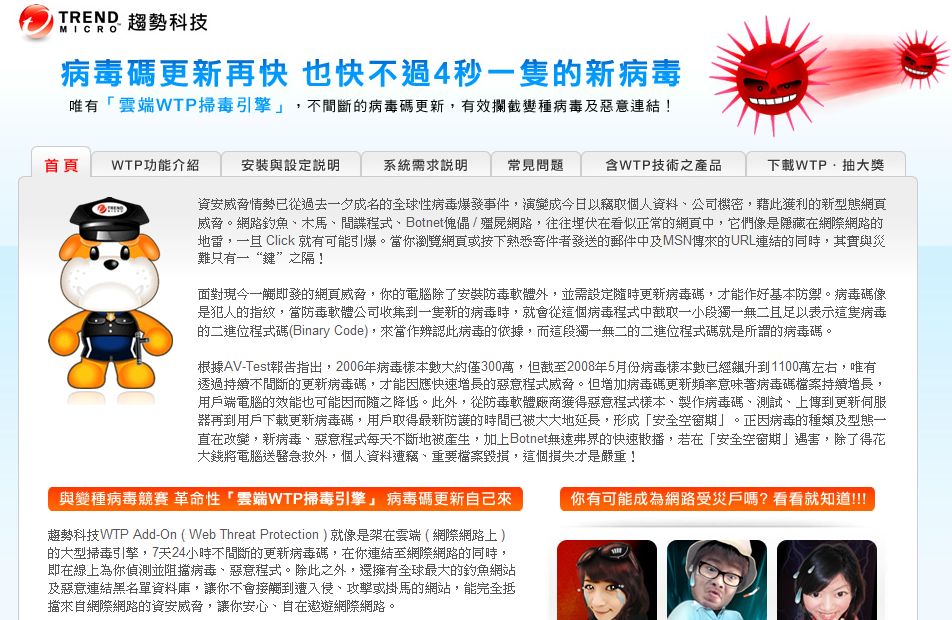 TREND MICRO™ 趨勢科技
病毒碼更新再快 也快不過4秒一隻的新病毒
唯有「雲端WTP掃毒引擎」,不間斷的病毒碼更新,有效攔截變種病毒及惡意連結!
首頁 WTP功能介紹 安裝與設定說明 系統需求說明 常見問題 含WTP技術之產品 下載WTP・抽大獎
TREND MICRO
資安威脅情勢已從過去一夕成名的全球性病毒爆發事件,演變成今日以竊取個人資料、公司機密,藉此獲利的新型態網頁
威脅。網路釣魚、木馬、間諜程式、Botnet傀儡 / 殭屍網路,往往埋伏在看似正常的網頁中,它們像是隱藏在網際網路的
地雷,一旦 Click 就有可能引爆。當你瀏覽網頁或按下熟悉寄件者發送的郵件中及MSN傳來的URL連結的同時,其實與災
難只有一“鍵”之隔!
面對現今一觸即發的網頁威脅,你的電腦除了安裝防毒軟體外,並需設定隨時更新病毒碼,才能作好基本防禦。病毒碼像
是犯人的指紋,當防毒軟體公司收集到一隻新的病毒時,就會從這個病毒程式中截取一小段獨一無二且足以表示這隻病毒
的二進位程式碼(Binary Code),來當作辨認此病毒的依據,而這段獨一無二的二進位程式碼就是所謂的病毒碼。
根據AV-Test報告指出,2006年病毒樣本數大約僅300萬,但截至2008年5月份病毒樣本數已經飆升到1100萬左右,唯有
透過持續不間斷的更新病毒碼,才能因應快速增長的惡意程式威脅。但增加病毒碼更新頻率意味著病毒碼檔案持續增長,
用戶端電腦的效能也可能因而隨之降低。此外,從防毒軟體廠商獲得惡意程式樣本、製作病毒碼、測試、上傳到更新伺服
器再到用戶下載更新病毒碼,用戶取得最新防護的時間已被大大地延長,形成「安全空窗期」。正因病毒的種類及型態一
直在改變,新病毒、惡意程式每天不斷地被產生,加上Botnet無遠弗界的快速散播,若在「安全空窗期」遇害,除了得花
大錢將電腦送醫急救外,個人資料遭竊、重要檔案毀損,這個損失才是嚴重!
與變種病毒競賽 革命性「雲端WTP掃毒引擎」 病毒碼更新自己來
你有可能成為網路受災戶嗎? 看看就知道!!!
趨勢科技WTP Add-On ( Web Threat Protection ) 就像是架在雲端 ( 網際網路上 )
的大型掃毒引擎,7天24小時不間斷的更新病毒碼,在你連結至網際網路的同時,
即在線上為你偵測並阻擋病毒、惡意程式。除此之外,還擁有全球最大的釣魚網站
及惡意連結黑名單資料庫,讓你不會接觸到遭入侵、攻擊或掛馬的網站,能完全抵
擋來自網際網路的資安威脅,讓你安心、自在遨遊網際網路。